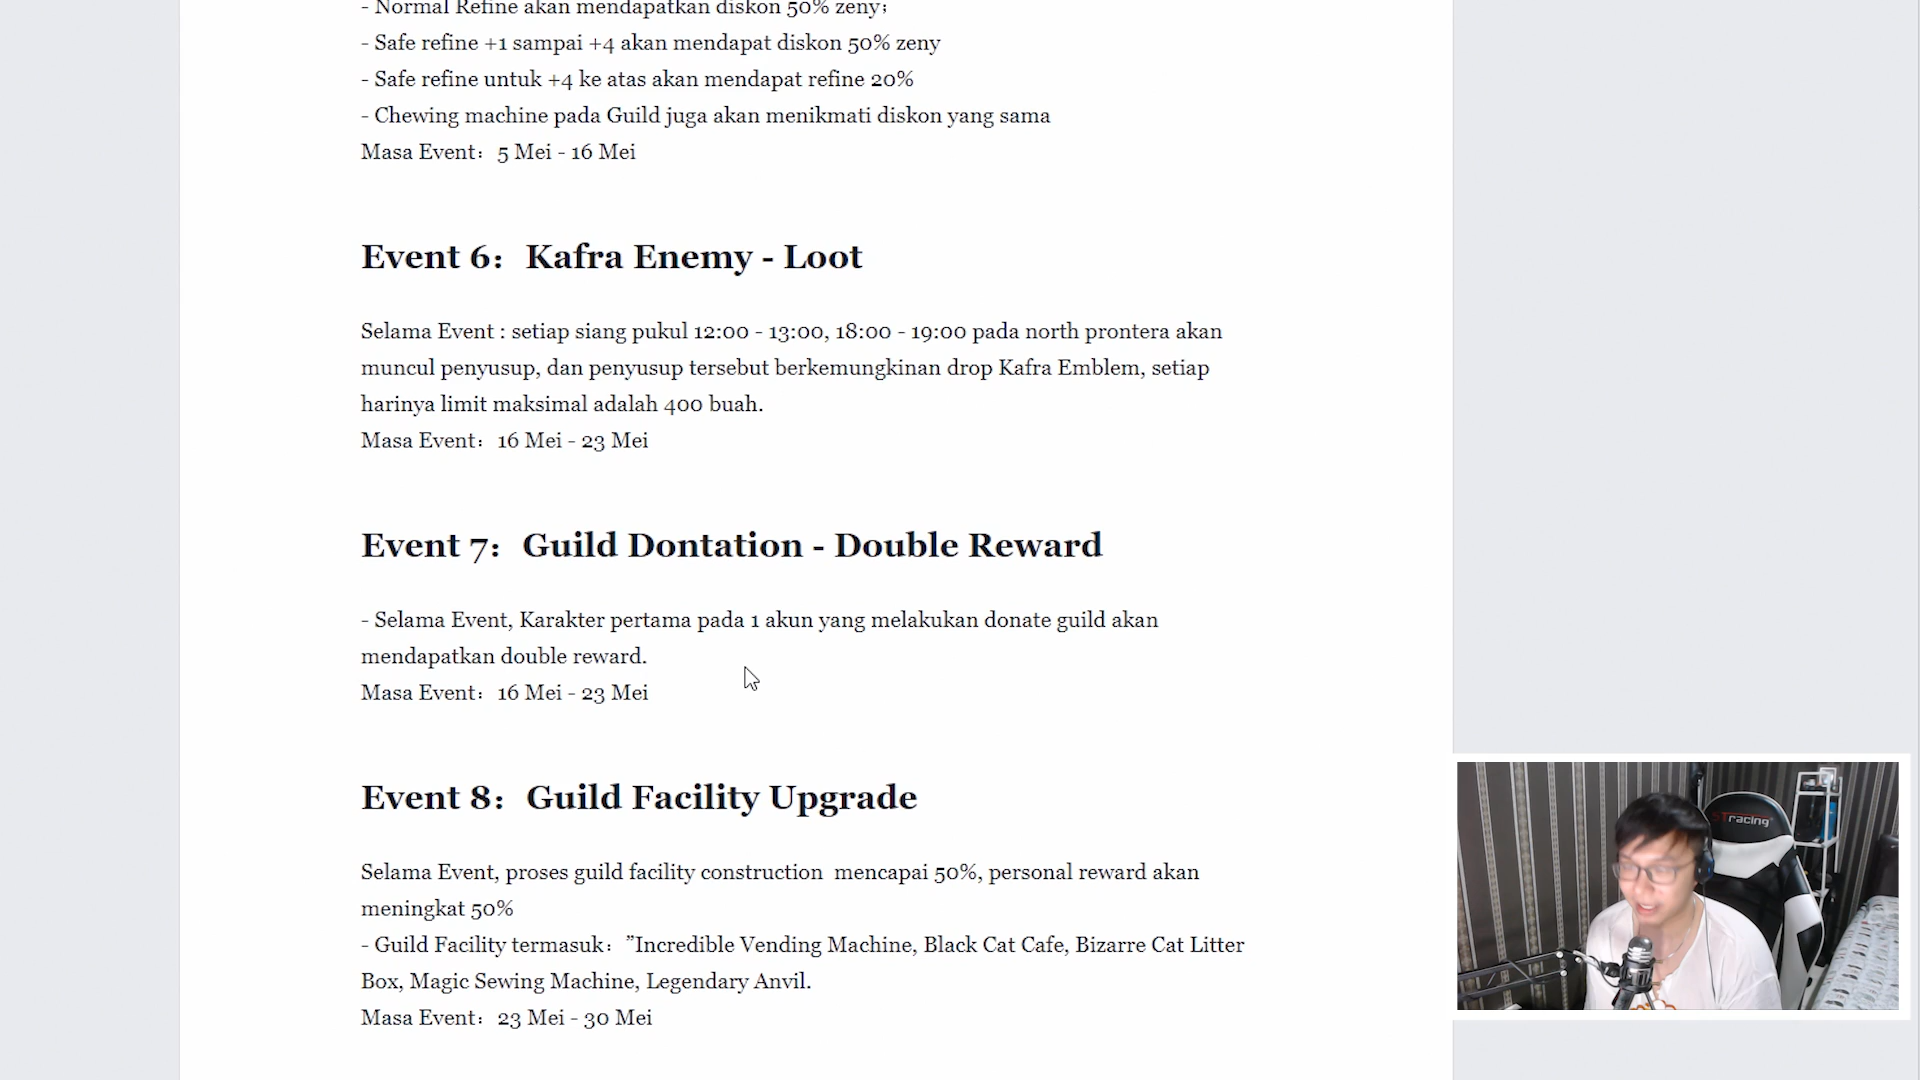 - Normal Refine akan mendapatkan diskon 50% zeny；
- Safe refine +1 sampai +4 akan mendapat diskon 50% zeny
- Safe refine untuk +4 ke atas akan mendapat refine 20%
- Chewing machine pada Guild juga akan menikmati diskon yang sama
Masa Event：5 Mei - 16 Mei
Event 6：Kafra Enemy - Loot
Selama Event : setiap siang pukul 12:00 - 13:00, 18:00 - 19:00 pada north prontera akan
muncul penyusup, dan penyusup tersebut berkemungkinan drop Kafra Emblem, setiap
harinya limit maksimal adalah 400 buah.
Masa Event：16 Mei - 23 Mei
Event 7：Guild Dontation - Double Reward
- Selama Event, Karakter pertama pada 1 akun yang melakukan donate guild akan
mendapatkan double reward.
Masa Event：16 Mei - 23 Mei
Event 8：Guild Facility Upgrade
Selama Event, proses guild facility construction  mencapai 50%, personal reward akan
meningkat 50%
- Guild Facility termasuk：”Incredible Vending Machine, Black Cat Cafe, Bizarre Cat Litter
Box, Magic Sewing Machine, Legendary Anvil.
Masa Event：23 Mei - 30 Mei
STracing